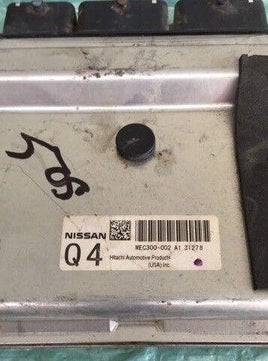 NISSAN
MEC300-002 A1 31278
Q4
Hitachi Automotive Products
(USA) Inc.